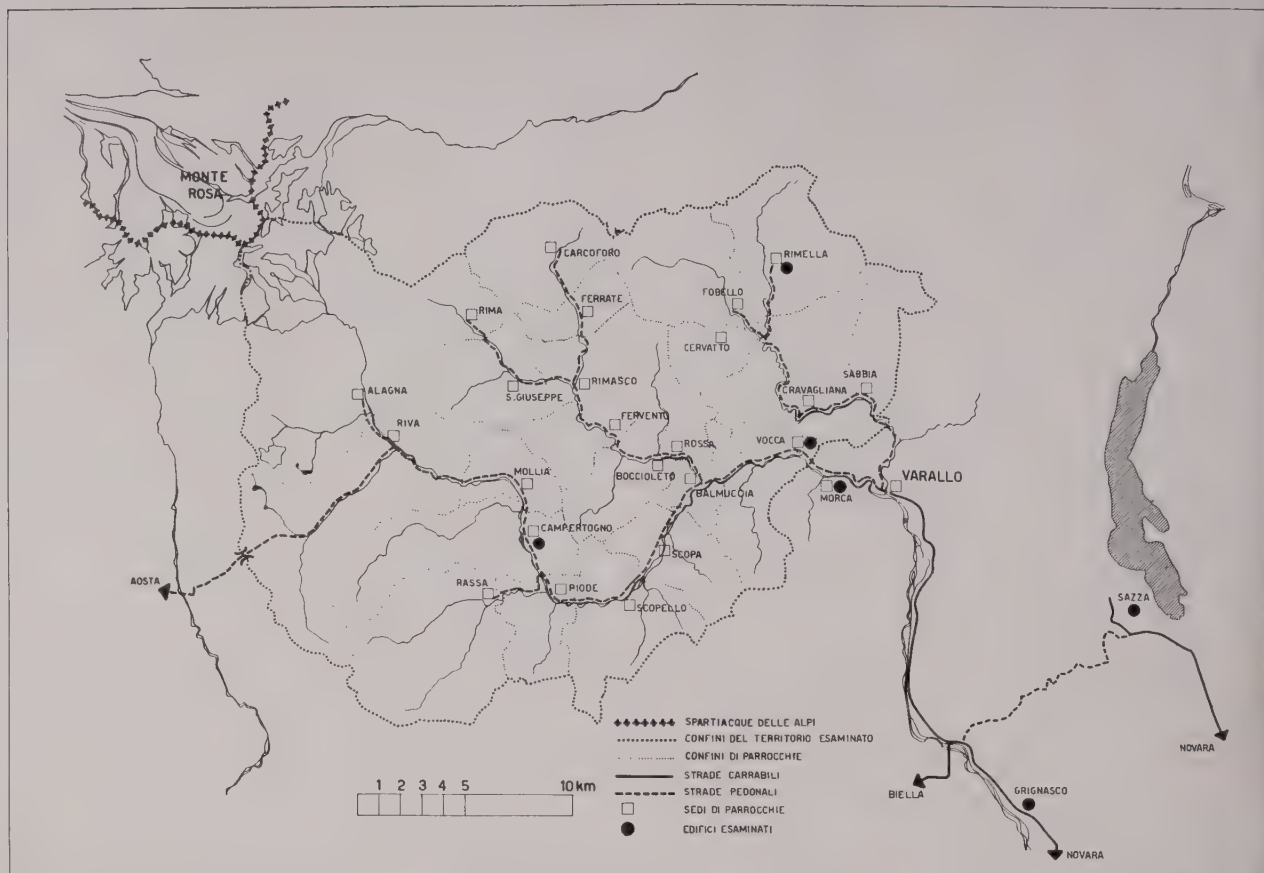 MONTE
ROSA
CARCOFORO
RIMELLA
FERRATE
FOBELLO
RIMA
CERVATTO
RIMASCO
SABBIA
S.GIUSEPPE
CRAVAGLIANA
ALAGNA
FERVENTO
RIVA
ROSSA
VOCCA
BOCCIOLETO
MOLLIA
BALMUCCIA
MORCA
VARALLO
CAMPERTOGNO
SCOPA
AOSTA
RASSA
PIODE
SCOPELLO
SAZZA
NOVARA
SPARTIACQUE DELLE ALPI
CONFINI DEL TERRITORIO ESAMINATO
CONFINI DI PARROCCHIE
STRADE CARRABILI
STRADE PEDONALI
SEDI DI PARROCCHIE
EDIFICI ESAMINATI
1 2 3 4 5 10 km
BIELLA
GRIGNASCO
NOVARA